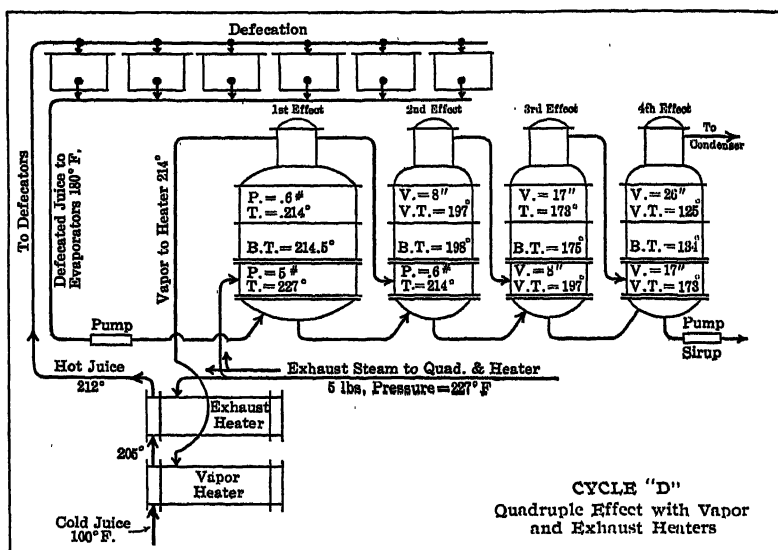 Defecation
1st Effect
2nd Effect
3rd Effect
4th Effect
To
Condenser
To Defecators
Defecated Juice to
Evaporators 180° F.
Vapor to Heater 214°
P.= .6#
T.= .214°
B.T.= 214.5°
P.= 5#
T.= 227°
V.= 8"
V.T.= 197°
B.T.= 198°
P.= .6#
T.= 214°
V.= 17"
T.= 173°
B.T.= 175°
V.= 8"
V.T.= 197°
V.= 26"
V.T.= 125°
B.T.= 134°
V.= 17"
V.T.= 173°
Pump
Pump
Sirup
Hot Juice
212°
Exhaust Steam to Quad. & Heater
5 lbs, Pressure = 227° F
Exhaust
Heater
205°
Vapor
Heater
Cold Juice
100° F.
CYCLE "D"
Quadruple Effect with Vapor
and Exhaust Heaters